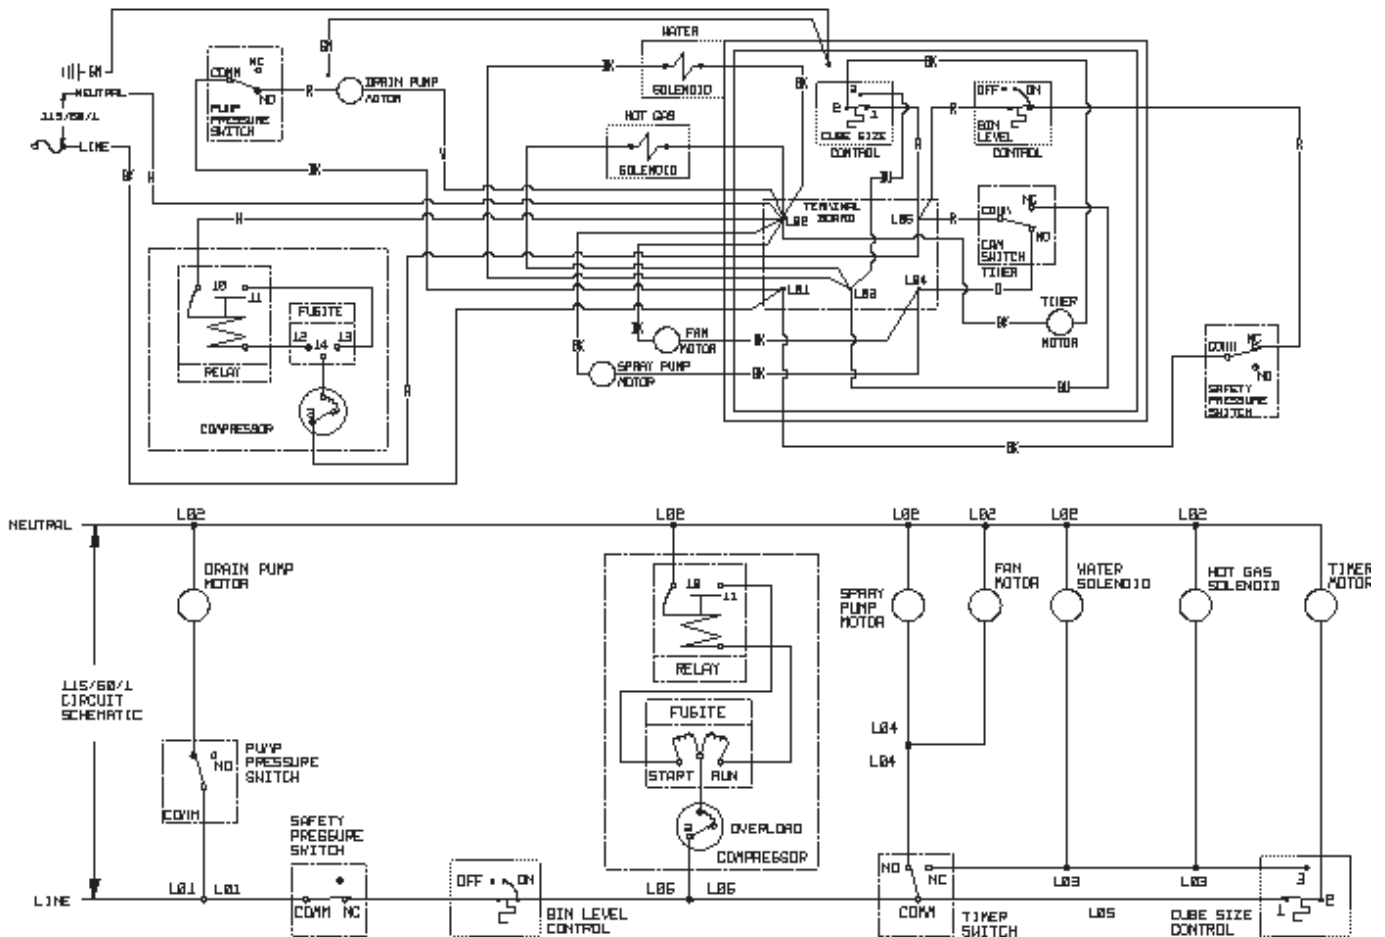 WATER
GN
NC
COMM
GN
NEUTRAL
NO
R
DRAIN PUMP
MOTOR
BK
SOLENOID
BK
BK
OFF
ON
115/60/1
PUMP
PRESSURE
SWITCH
HOT GAS
3
2
1
CUBE SIZE
CONTROL
R
BIN
LEVEL
CONTROL
LINE
BK
W
BK
SOLENOID
BU
R
TERMINAL
BOARD
L02
L05
R
COMM
NC
NO
CAM
SWITCH
TIMER
W
10
11
FUSITE
12
14
13
RELAY
L01
L03
L04
BK
BK
FAN
MOTOR
BK
BK
TIMER
MOTOR
SPRAY PUMP
MOTOR
BK
BU
COMM
NC
NO
SAFETY
PRESSURE
SWITCH
3
COMPRESSOR
BK
NEUTRAL
L02
L02
L02
L02
L02
L02
DRAIN PUMP
MOTOR
10
11
RELAY
SPRAY
PUMP
MOTOR
FAN
MOTOR
WATER
SOLENOID
HOT GAS
SOLENOID
TIMER
MOTOR
115/60/1
CIRCUIT
SCHEMATIC
FUSITE
START
RUN
L04
L04
NO
PUMP
PRESSURE
SWITCH
COMM
SAFETY
PRESSURE
SWITCH
OVERLOAD
COMPRESSOR
LINE
L01
L01
COMM NC
OFF
ON
BIN LEVEL
CONTROL
L06
L06
NO
NC
COMM
TIMER
SWITCH
L03
L03
L05
3
1
2
CUBE SIZE
CONTROL